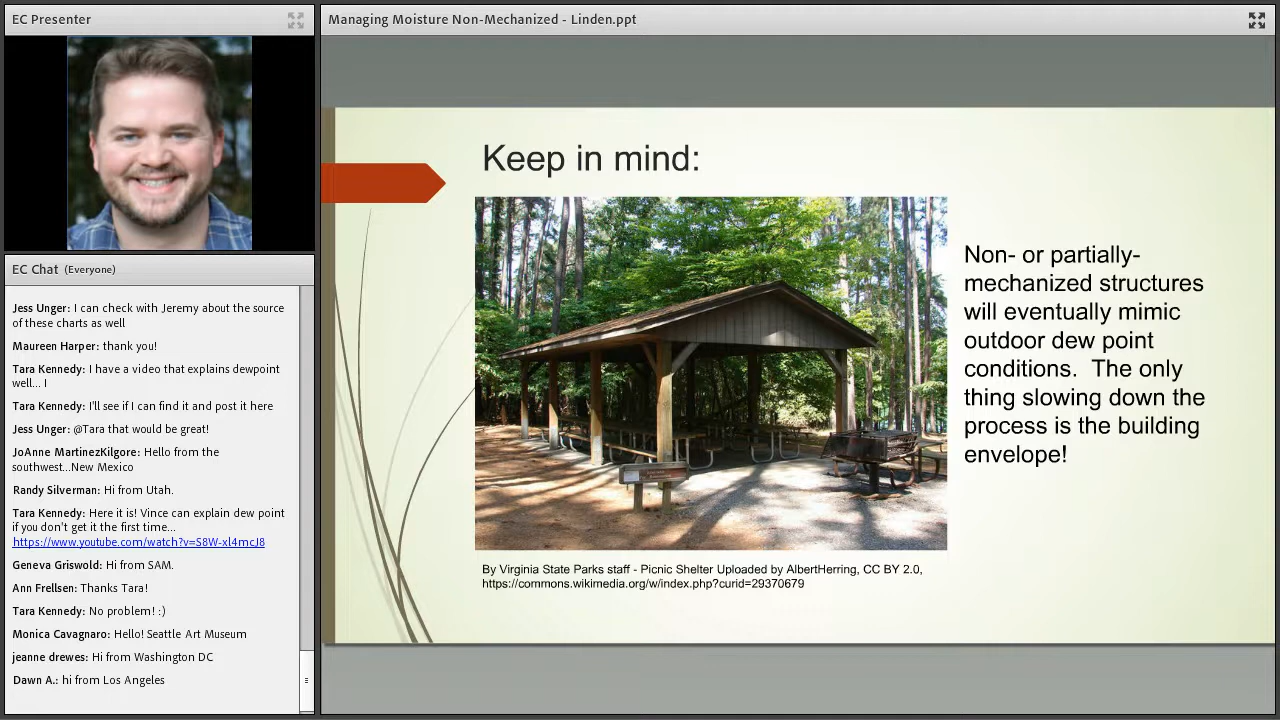 EC Presenter
Managing Moisture Non-Mechanized - Linden.ppt
EC Chat (Everyone)
Jess Unger: I can check with Jeremy about the source
of these charts as well
Maureen Harper: thank you!
Tara Kennedy: I have a video that explains dewpoint
well... I
Tara Kennedy: I'll see if I can find it and post it here
Jess Unger: @Tara that would be great!
JoAnne MartinezKilgore: Hello from the
southwest...New Mexico
Randy Silverman: Hi from Utah.
Tara Kennedy: Here it is! Vince can explain dew point
if you don't get it the first time...
https://www.youtube.com/watch?v=S8W-xl4mcJ8
Geneva Griswold: Hi from SAM.
Ann Frellsen: Thanks Tara!
Tara Kennedy: No problem! :)
Monica Cavagnaro: Hello! Seattle Art Museum
jeanne drewes: Hi from Washington DC
Dawn A.: hi from Los Angeles
Keep in mind:
Non- or partially-
mechanized structures
will eventually mimic
outdoor dew point
conditions.  The only
thing slowing down the
process is the building
envelope!
By Virginia State Parks staff - Picnic Shelter Uploaded by AlbertHerring, CC BY 2.0,
https://commons.wikimedia.org/w/index.php?curid=29370679